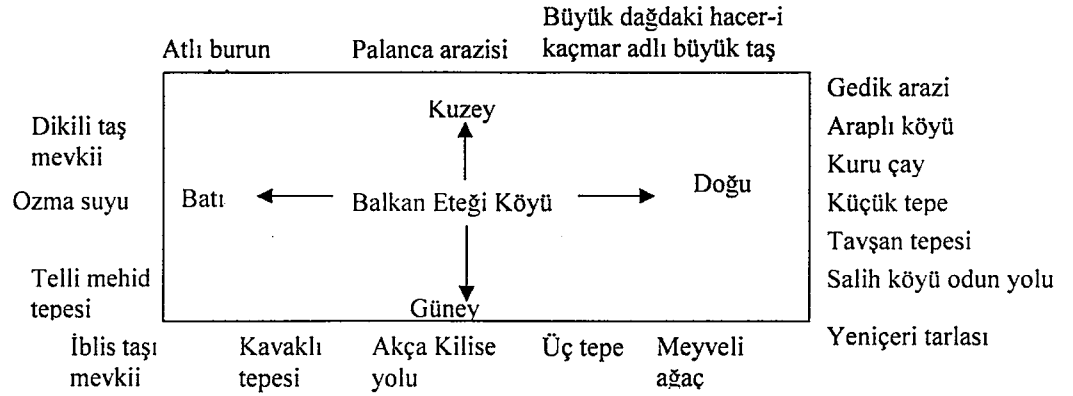 Büyük dağdaki hacer-i
Atlı burun Palanca arazisi kaçmar adlı büyük taş
Gedik arazi
Kuzey
Dikili taş Araplı köyü
mevkii
Kuru çay
Ozma suyu Batı Balkan Eteği Köyü Doğu Küçük tepe
Tavşan tepesi
Telli mehid Salih köyü odun yolu
tepesi Güney
Yeniçeri tarlası
İblis taşı Kavaklı Akça Kilise Üç tepe Meyveli
mevkii tepesi yolu ağaç